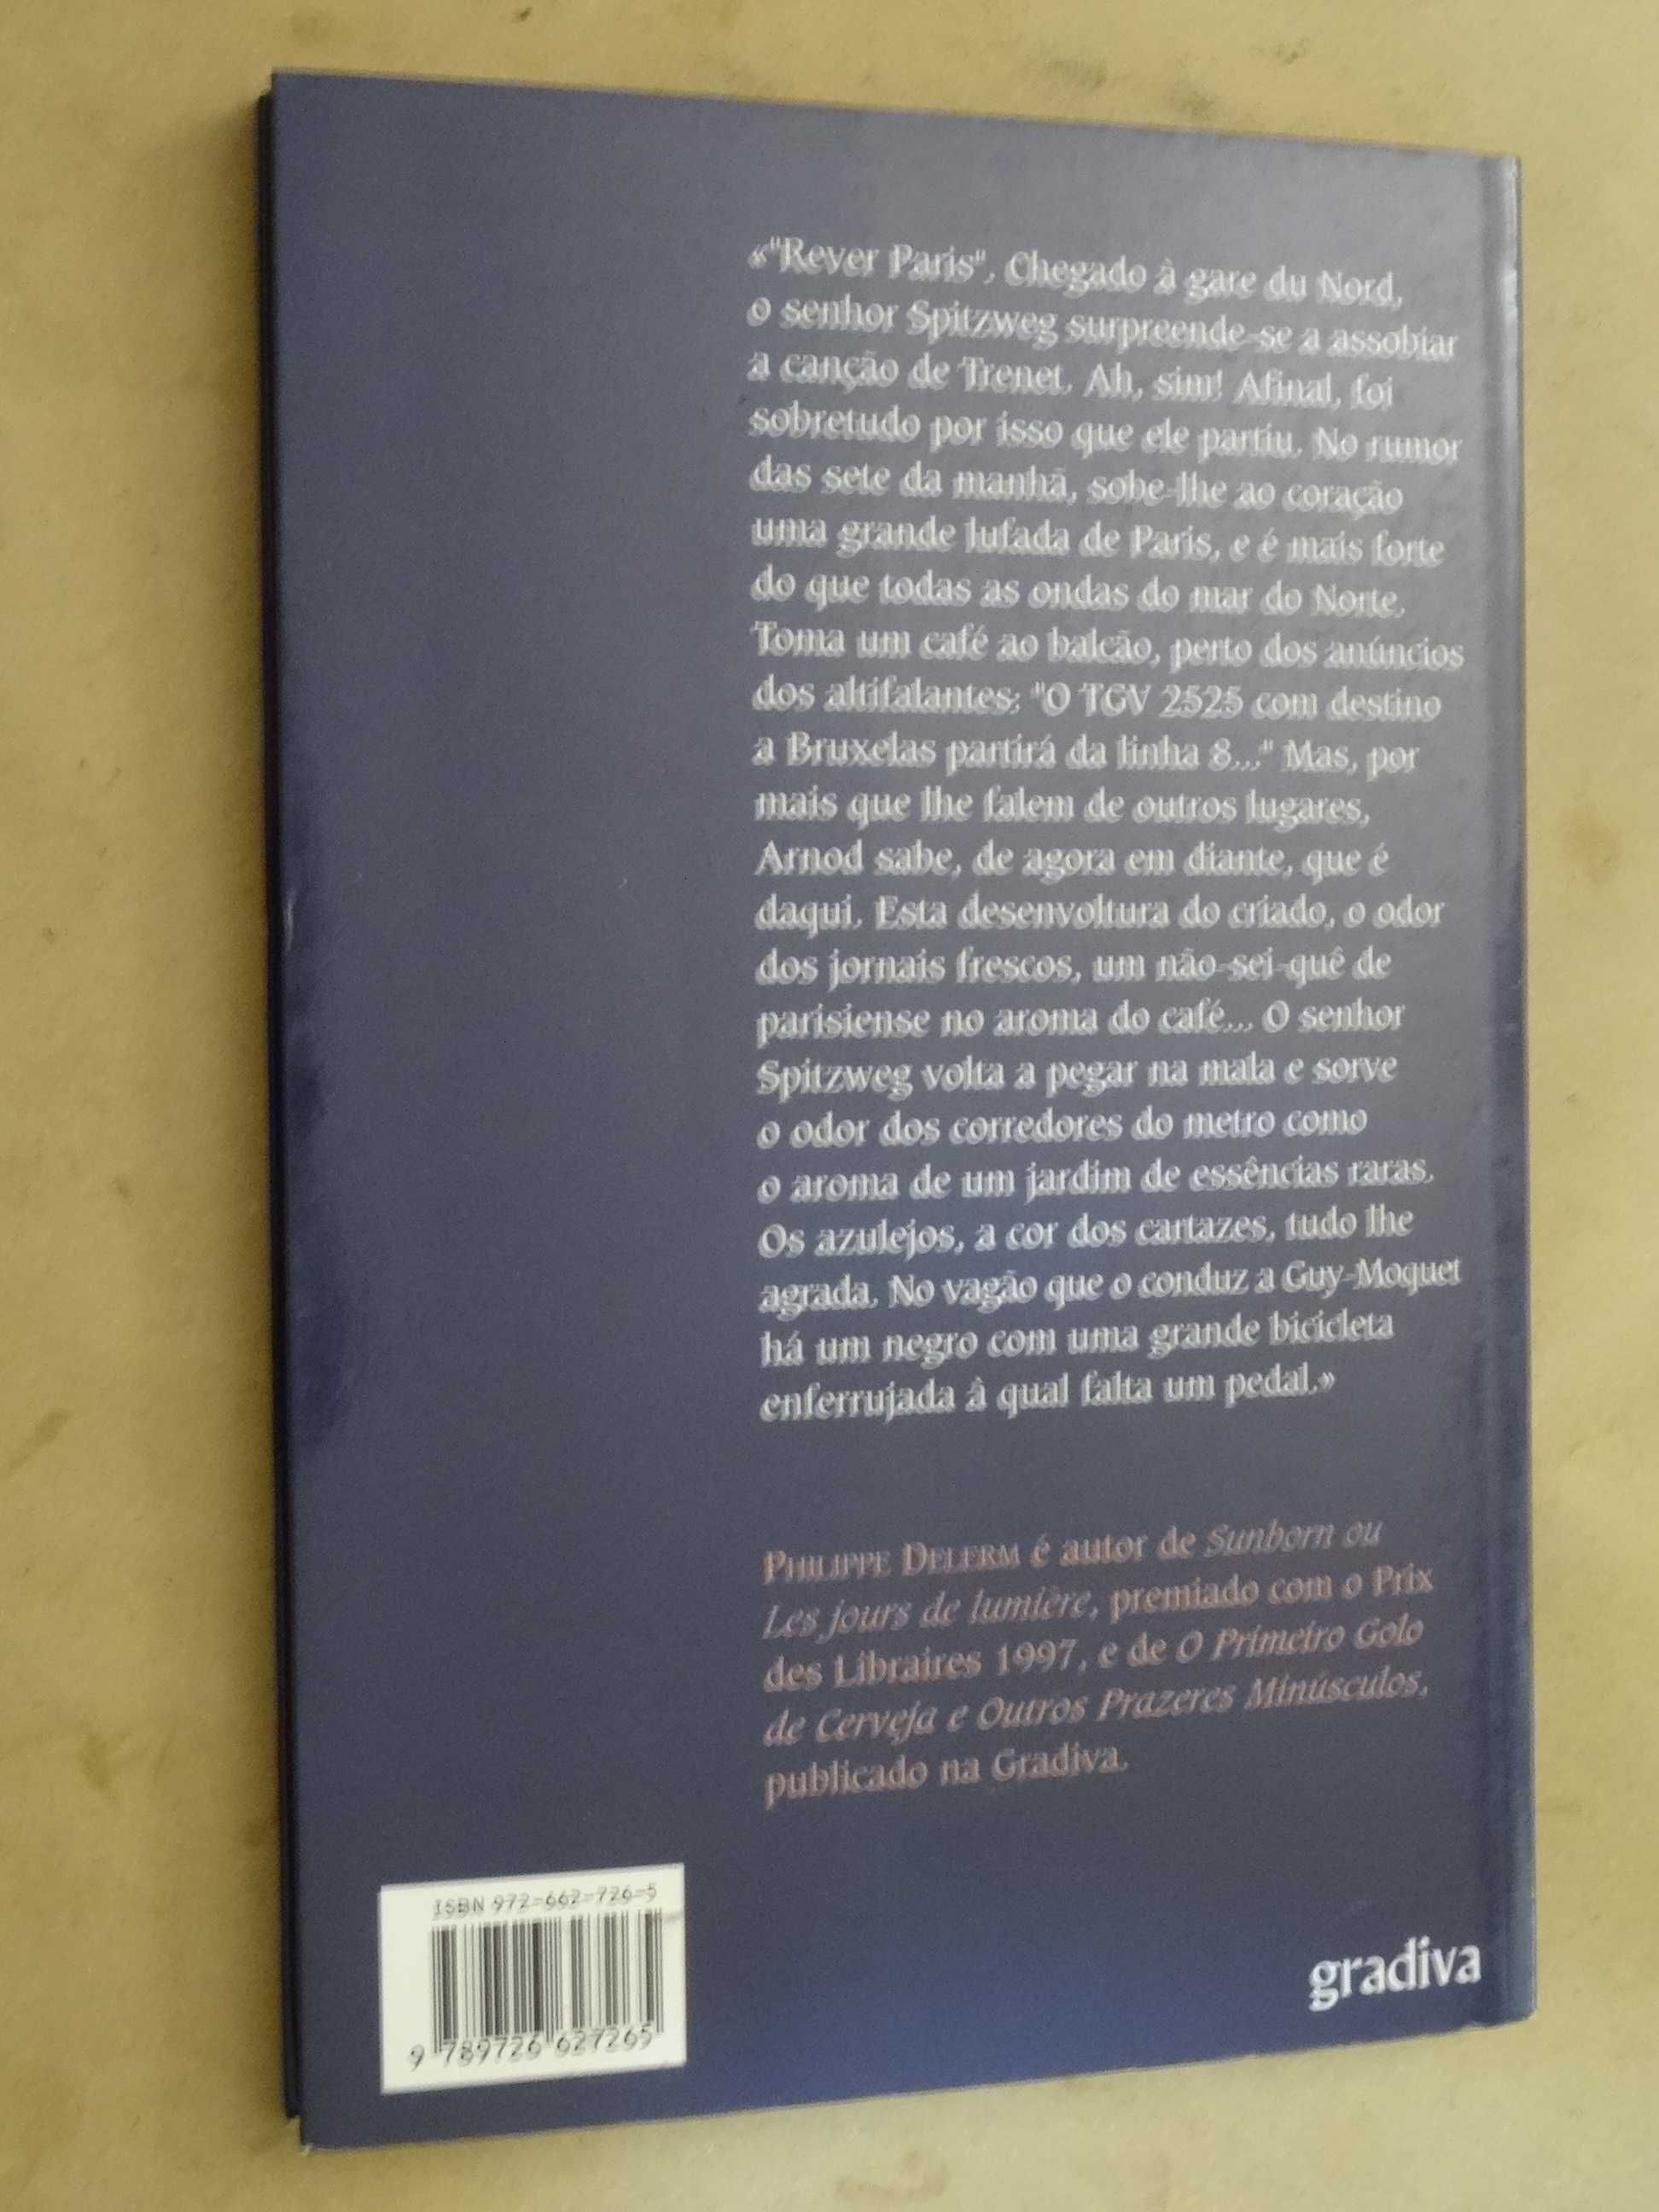 «"Rever Paris". Chegado à gare du Nord,
o senhor Spitzweg surpreende-se a assobiar
a canção de Trenet. Ah, sim! Afinal, foi
sobretudo por isso que ele partiu. No rumor
das sete da manhã, sobe-lhe ao coração
uma grande lufada de Paris, e é mais forte
do que todas as ondas do mar do Norte.
Toma um café ao balcão, perto dos anúncios
dos altifalantes: "O TGV 2525 com destino
a Bruxelas partirá da linha 8..." Mas, por
mais que lhe falem de outros lugares,
Arnod sabe, de agora em diante, que é
daqui. Esta desenvoltura do criado, o odor
dos jornais frescos, um não-sei-quê de
parisiense no aroma do café... O senhor
Spitzweg volta a pegar na mala e sorve
o odor dos corredores do metro como
o aroma de um jardim de essências raras.
Os azulejos, a cor dos cartazes, tudo lhe
agrada. No vagão que o conduz a Guy-Moquet
há um negro com uma grande bicicleta
enferrujada à qual falta um pedal.»
PHILIPPE DELERM é autor de Sunborn ou
Les jours de lumière, premiado com o Prix
des Libraires 1997, e de O Primeiro Golo
de Cerveja e Outros Prazeres Minúsculos,
publicado na Gradiva.
ISBN 972-662-726-5
9 789726 627265
gradiva